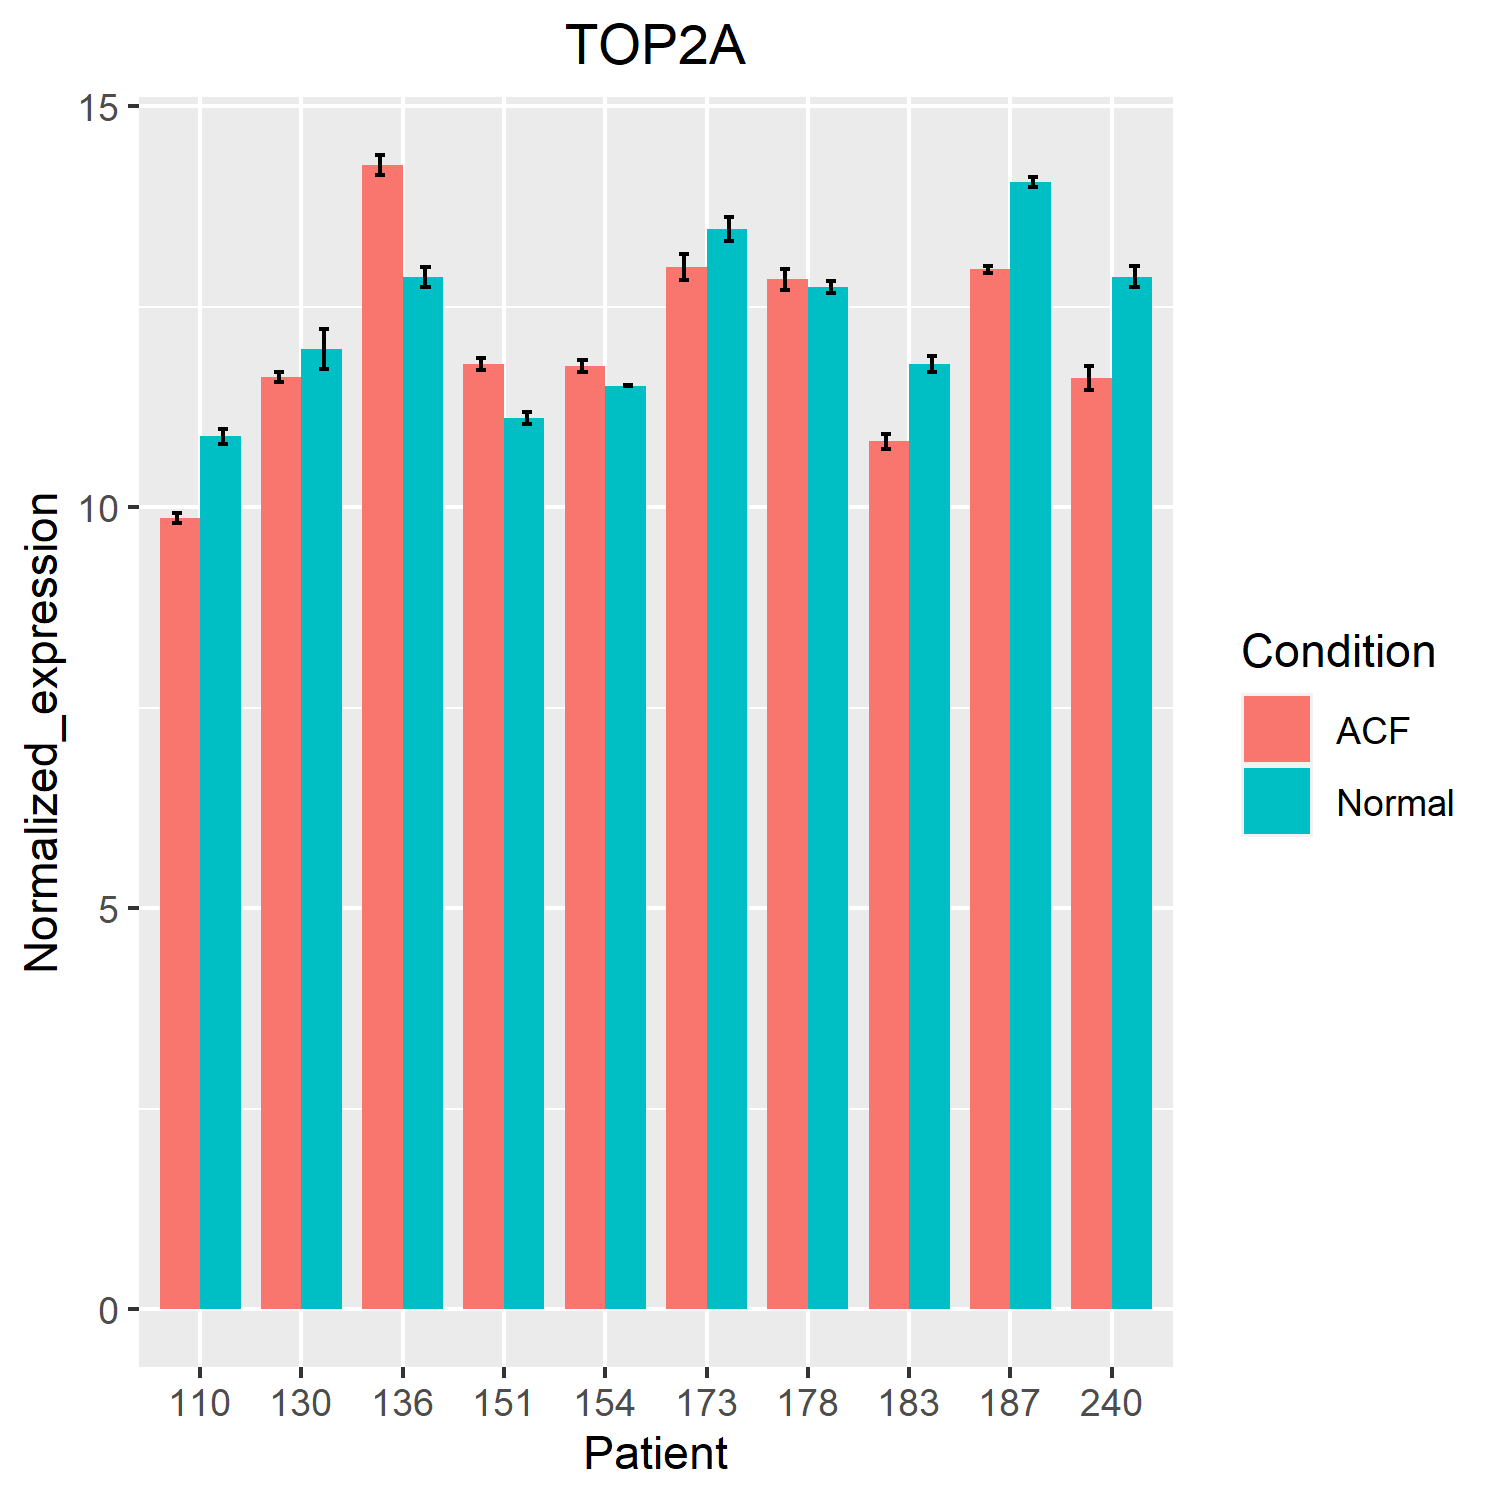 TOP2A
15
10
5
0
Normalized_expression
110 130 136 151 154 173 178 183 187 240
Patient
Condition
ACF
Normal